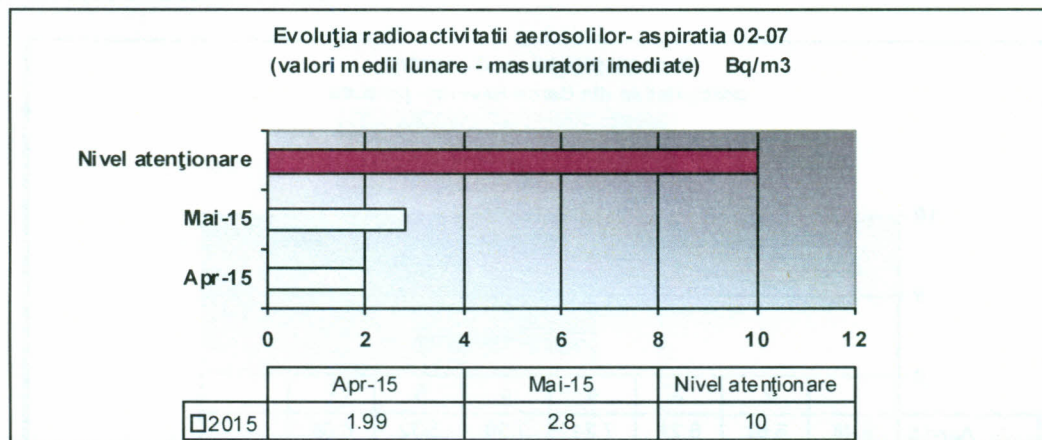 Evoluţia radioactivitatii aerosolilor- aspiratia 02-07
(valori medii lunare - masuratori imediate) Bq/m3
Nivel atenţionare
Mai-15
Apr-15
0 2 4 6 8 10 12
Apr-15 Mai-15 Nivel atenţionare
2015 1.99 2.8 10